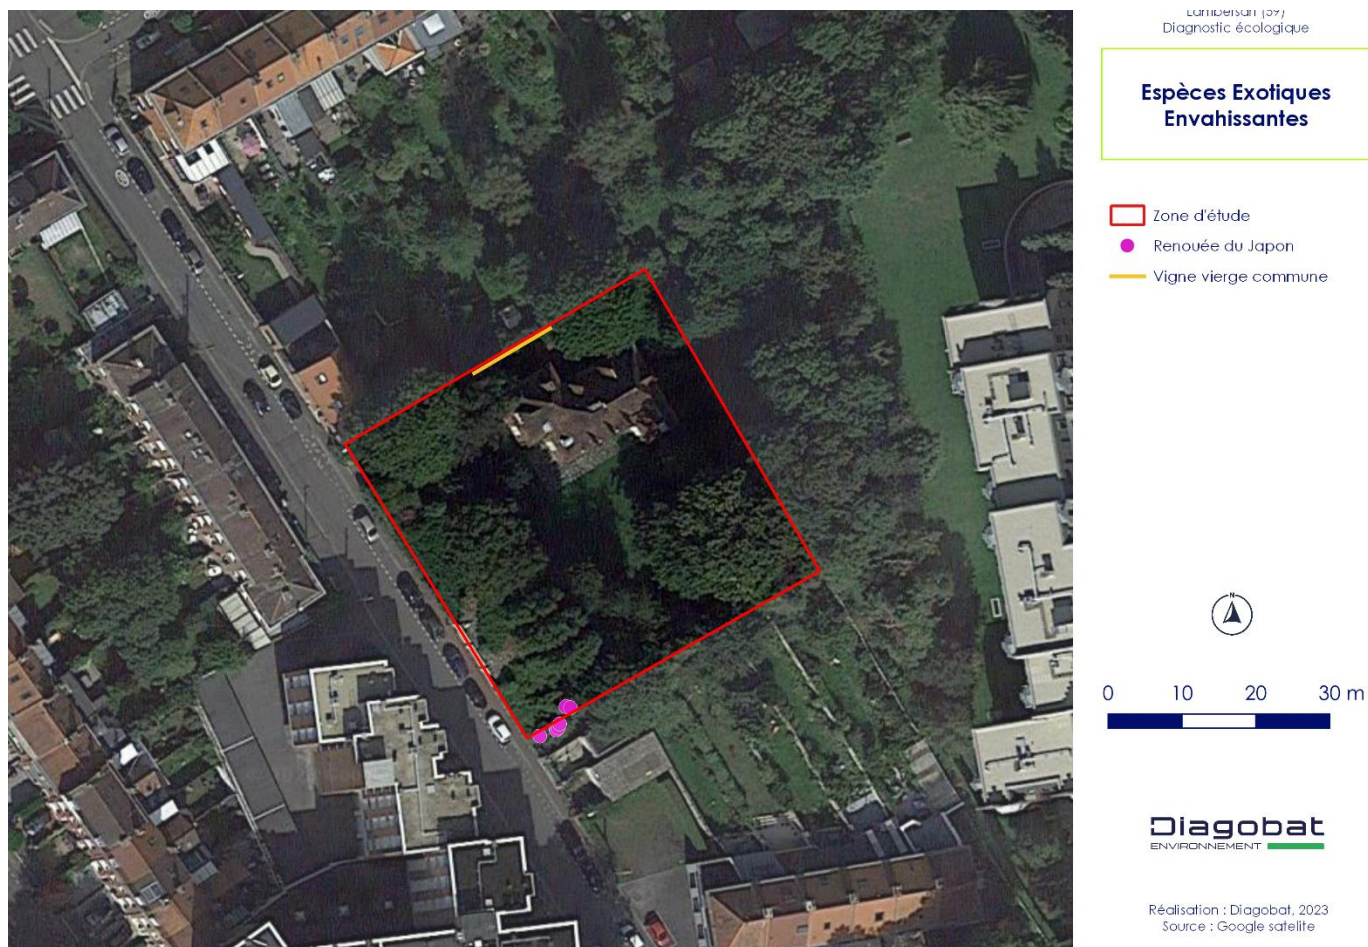 Diagnostic écologique
Espèces Exotiques
Envahissantes
Zone d'étude
Renouée du Japon
Vigne vierge commune
N
0 10 20 30 m
Diagobat
ENVIRONNEMENT
Réalisation : Diagobat, 2023
Source : Google satelite